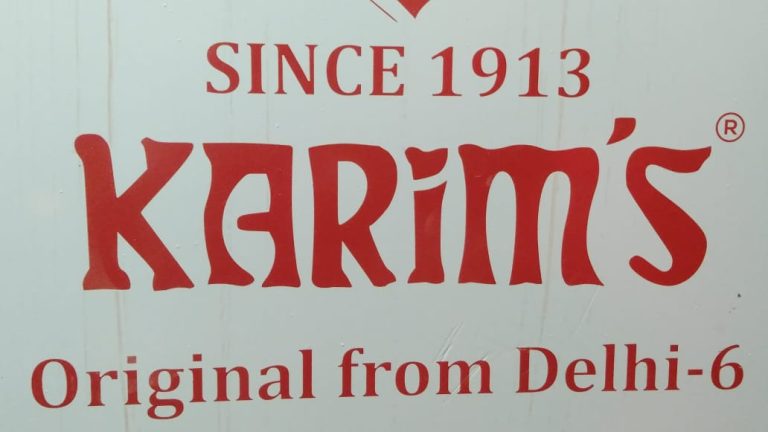 SINCE 1913
KARIM'S ®
Original from Delhi-6